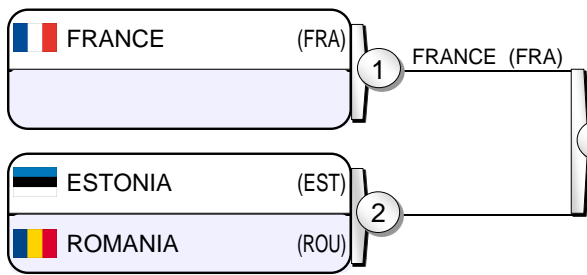 FRANCE (FRA)
1
FRANCE (FRA)
ESTONIA (EST)
2
ROMANIA (ROU)